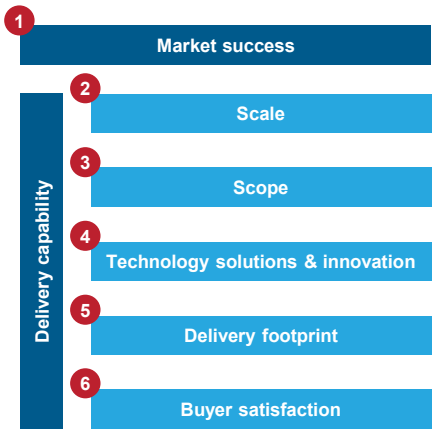 1
Market success
Delivery capability
2
Scale
3
Scope
4
Technology solutions & innovation
5
Delivery footprint
6
Buyer satisfaction